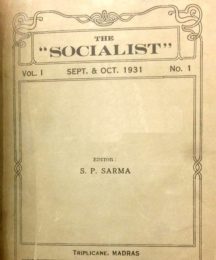 THE
"SOCIALIST"
VOL. I SEPT. & OCT. 1931 No. 1
EDITOR:
S. P. SARMA
TRIPLICANE, MADRAS